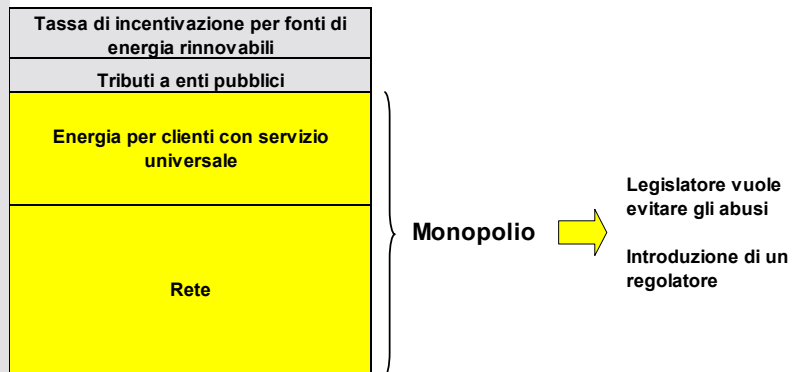 Tassa di incentivazione per fonti di
energia rinnovabili
Tributi a enti pubblici
Energia per clienti con servizio
universale
Rete
Monopolio
Legislatore vuole
evitare gli abusi
Introduzione di un
regolatore